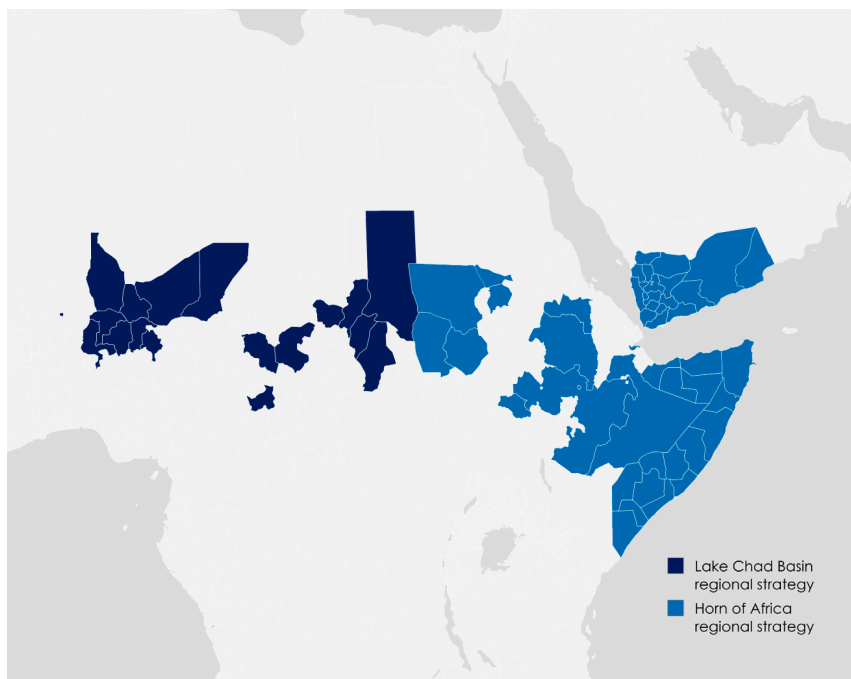 Lake Chad Basin
regional strategy
Horn of Africa
regional strategy